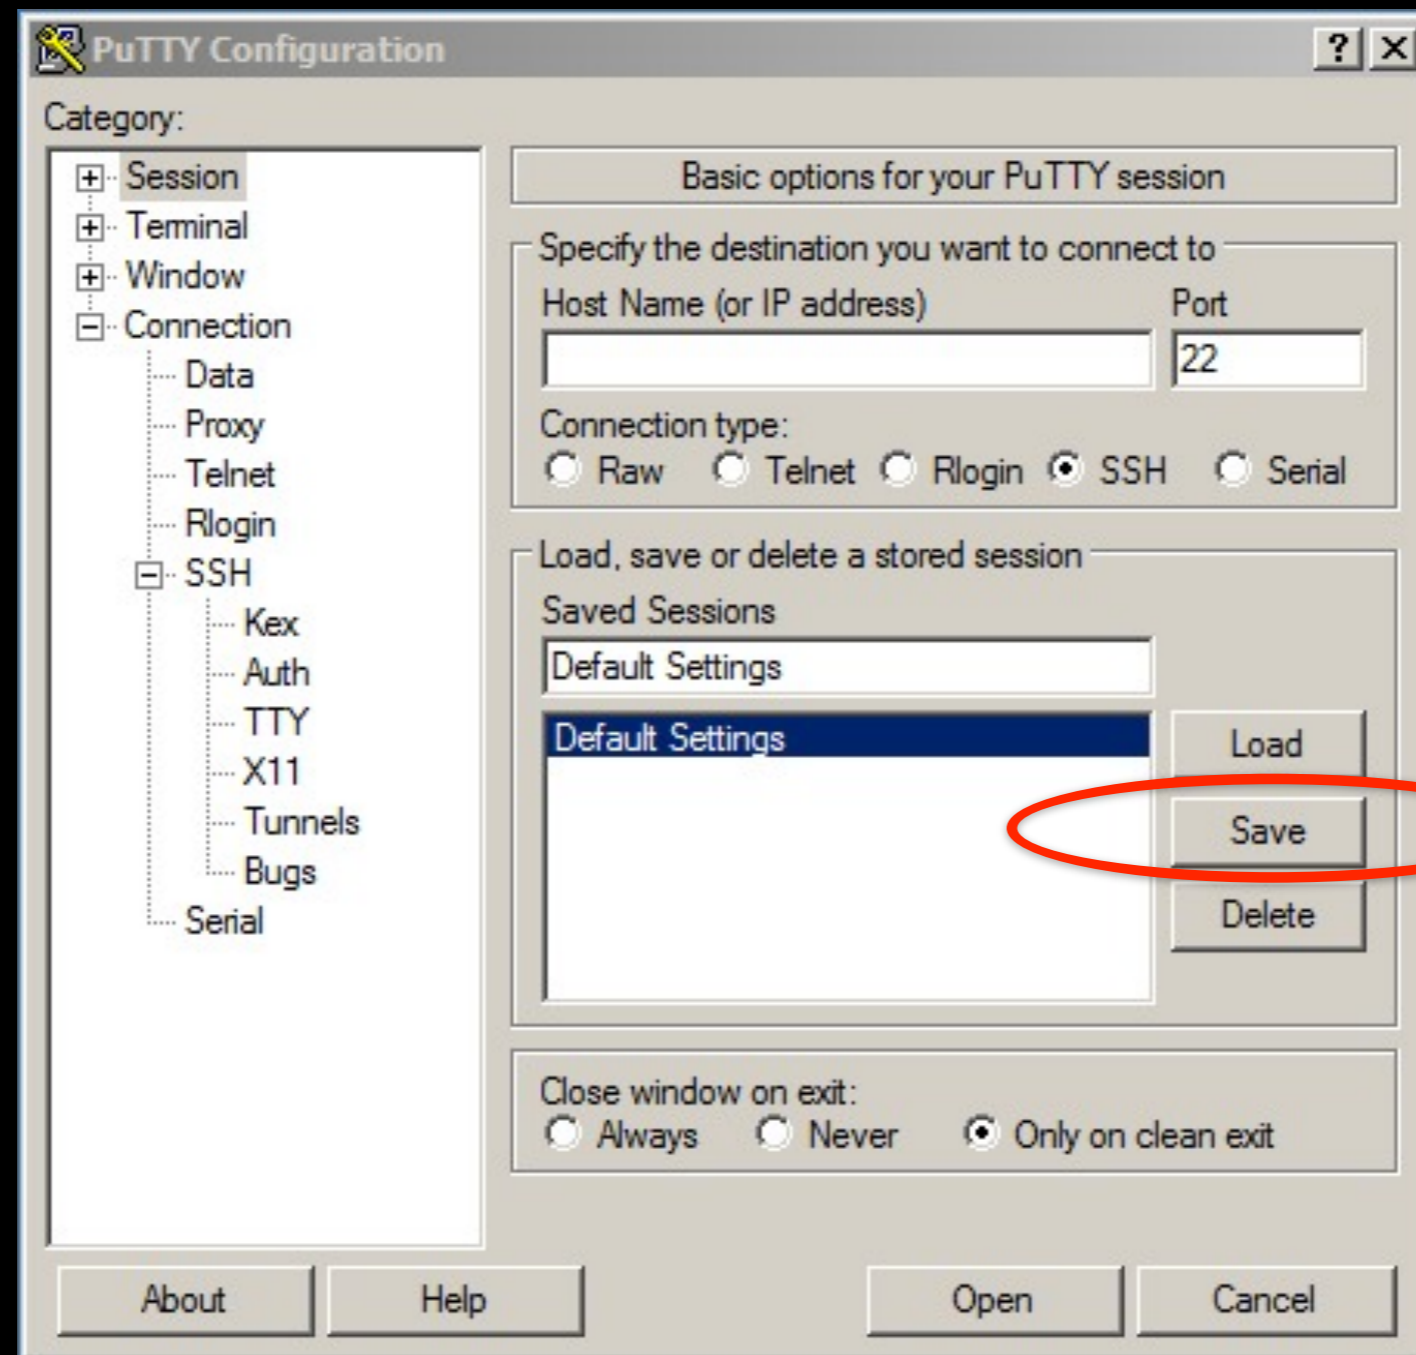 PuTTY Configuration
Category:
Session
Terminal
Window
Connection
Data
Proxy
Telnet
Rlogin
SSH
Kex
Auth
TTY
X11
Tunnels
Bugs
Serial
Basic options for your PuTTY session
Specify the destination you want to connect to
Host Name (or IP address) Port
22
Connection type:
Raw Telnet Rlogin SSH Serial
Load, save or delete a stored session
Saved Sessions
Default Settings
Default Settings
Load
Save
Delete
Close window on exit:
Always Never Only on clean exit
About Help Open Cancel